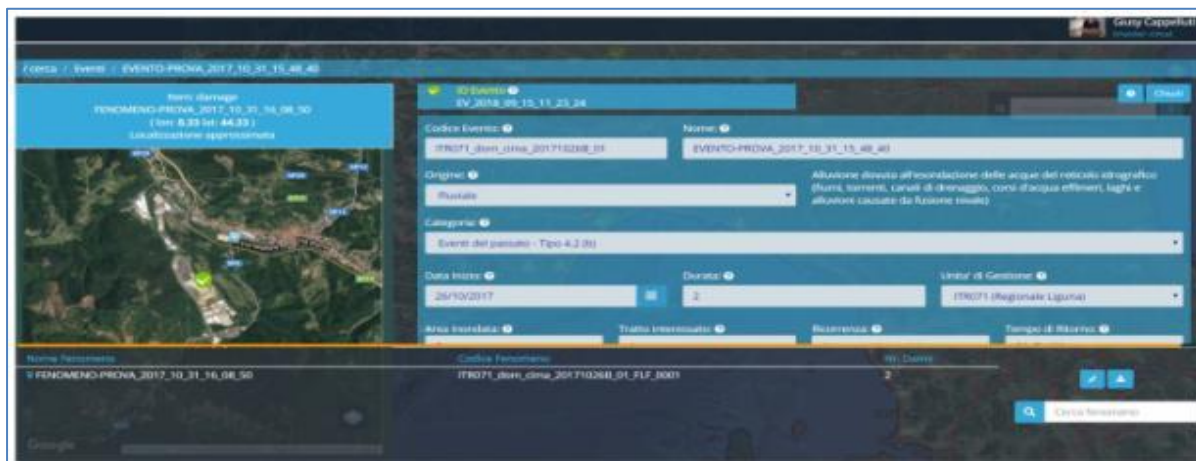 Giuny Cappelluti
/ cerca / Eventi / EVENTO-PROVA_2017_10_31_15_48_40
Item: damage
FENOMENO-PROVA_2017_10_31_16_08_50
( lon: 8.33 lat: 44.33 )
Localizzazione approssimata
ID Evento
EV_2018_09_15_11_23_24
Chiudi
Codice Evento:
ITR071_dom_cima_20171026B_01
Nome:
EVENTO-PROVA_2017_10_31_15_48_40
Origine:
Fluviale
Alluvione dovuta all'esondazione delle acque del reticolo idrografico
(fiumi, torrenti, canali di drenaggio, corsi d'acqua effimeri, laghi e
alluvioni causate da fusione nivale)
Categoria:
Eventi del passato - Tipo 4.2 (b)
Data Inizio:
26/10/2017
Durata:
2
Unita' di Gestione:
ITR071 (Regionale Liguria)
Area Inondata:
Tratto Interessato:
Ricorrenza:
Tempo di Ritorno:
Nome Fenomeno
Codice Fenomeno
Nr. Danni
FENOMENO-PROVA_2017_10_31_16_08_50
ITR071_dom_cima_20171026B_01_FLF_0001
2
Cerca fenomeno
Google